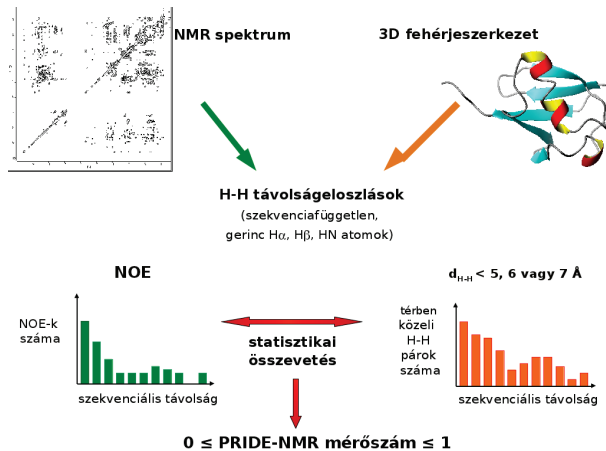 NMR spektrum
3D fehérjeszerkezet
H-H távolságeloszlások
(szekvenciafüggetlen,
gerinc Hα, Hβ, HN atomok)
NOE
d H-H < 5, 6 vagy 7 Å
NOE-k
száma
statisztikai
összevetés
térben
közeli
H-H
párok
száma
szekvenciális távolság
szekvenciális távolság
0 ≤ PRIDE-NMR mérőszám ≤ 1